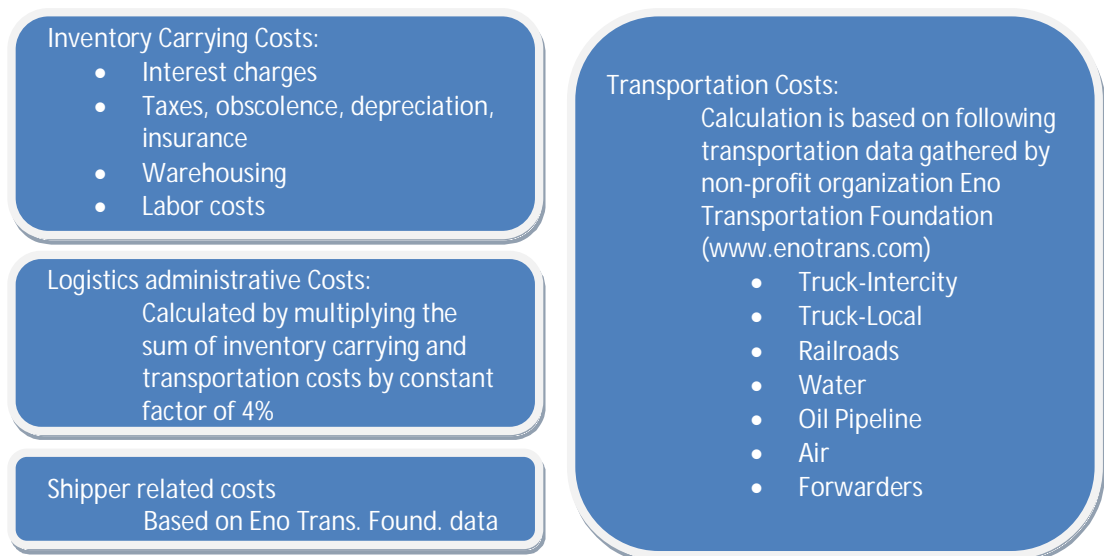 Inventory Carrying Costs:
• Interest charges
• Taxes, obscolence, depreciation,
insurance
• Warehousing
• Labor costs
Logistics administrative Costs:
Calculated by multiplying the
sum of inventory carrying and
transportation costs by constant
factor of 4%
Shipper related costs
Based on Eno Trans. Found. data
Transportation Costs:
Calculation is based on following
transportation data gathered by
non-profit organization Eno
Transportation Foundation
(www.enotrans.com)
• Truck-Intercity
• Truck-Local
• Railroads
• Water
• Oil Pipeline
• Air
• Forwarders